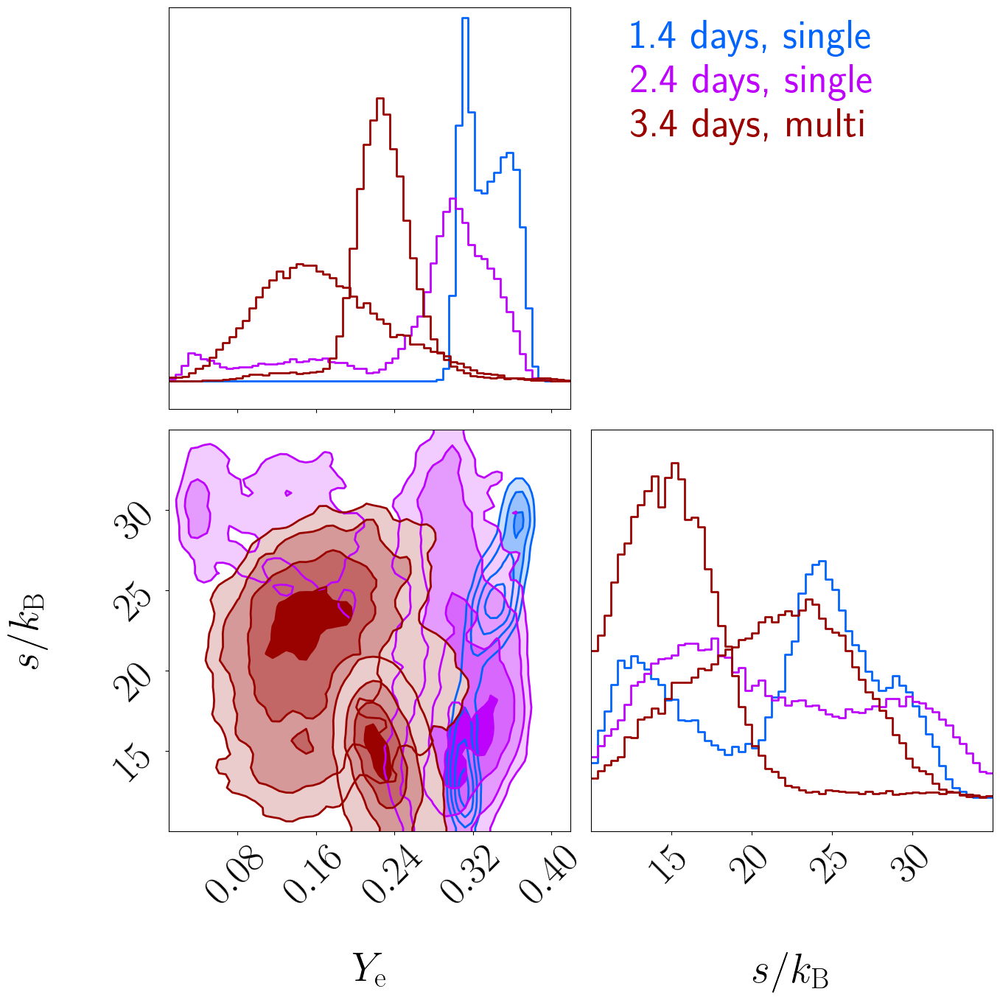 1.4 days, single
2.4 days, single
3.4 days, multi
s/k_B
30
25
20
15
0.08 0.16 0.24 0.32 0.40
15 20 25 30
Y_e
s/k_B